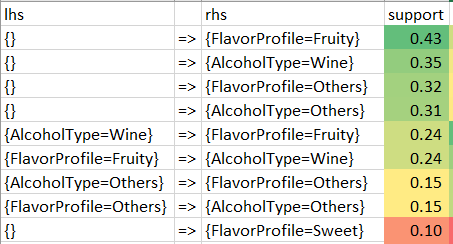 lhs rhs support
{} => {FlavorProfile=Fruity} 0.43
{} => {AlcoholType=Wine} 0.35
{} => {FlavorProfile=Others} 0.32
{} => {AlcoholType=Others} 0.31
{AlcoholType=Wine} => {FlavorProfile=Fruity} 0.24
{FlavorProfile=Fruity} => {AlcoholType=Wine} 0.24
{AlcoholType=Others} => {FlavorProfile=Others} 0.15
{FlavorProfile=Others} => {AlcoholType=Others} 0.15
{} => {FlavorProfile=Sweet} 0.10